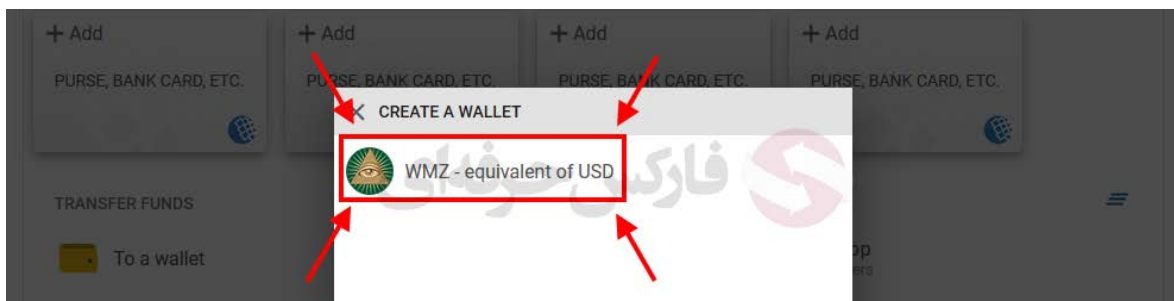 + Add
+ Add
+ Add
+ Add
PURSE, BANK CARD, ETC.
PURSE, BANK CARD, ETC.
PURSE, BANK CARD, ETC.
PURSE, BANK CARD, ETC.
CREATE A WALLET
WMZ - equivalent of USD
فارکس حرفه‌ای
TRANSFER FUNDS
To a wallet